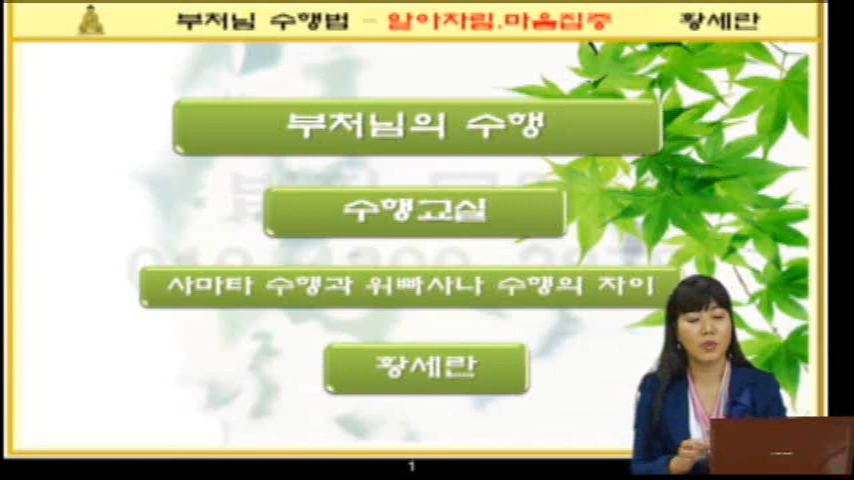 부처님 수행법 - 알아차림.마음집중 황세란
부처님의 수행
수행교실
사마타 수행과 위빠사나 수행의 차이
황세란
1